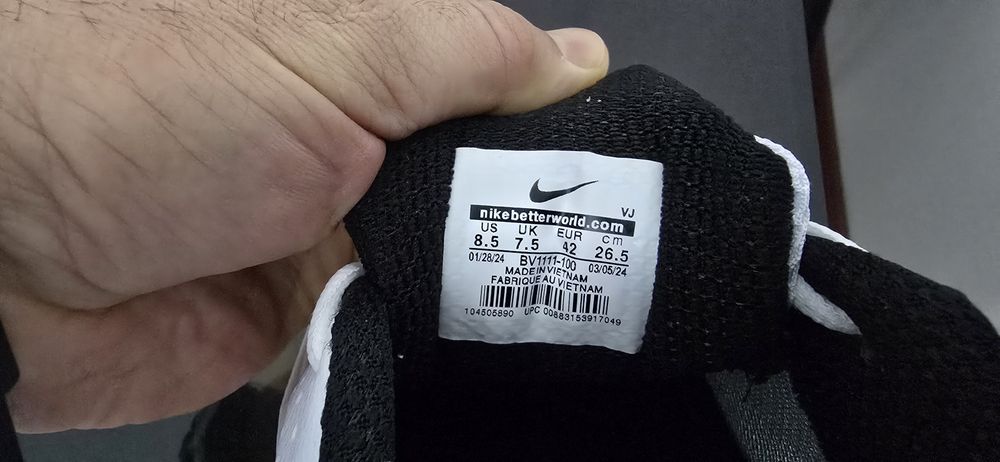 VJ
nikebetterworld.com
US UK EUR cm
8.5 7.5 42 26.5
01/28/24 BV1111-100 03/05/24
MADE IN VIETNAM
FABRIQUE AU VIETNAM
104505890 UPC 00883153917049